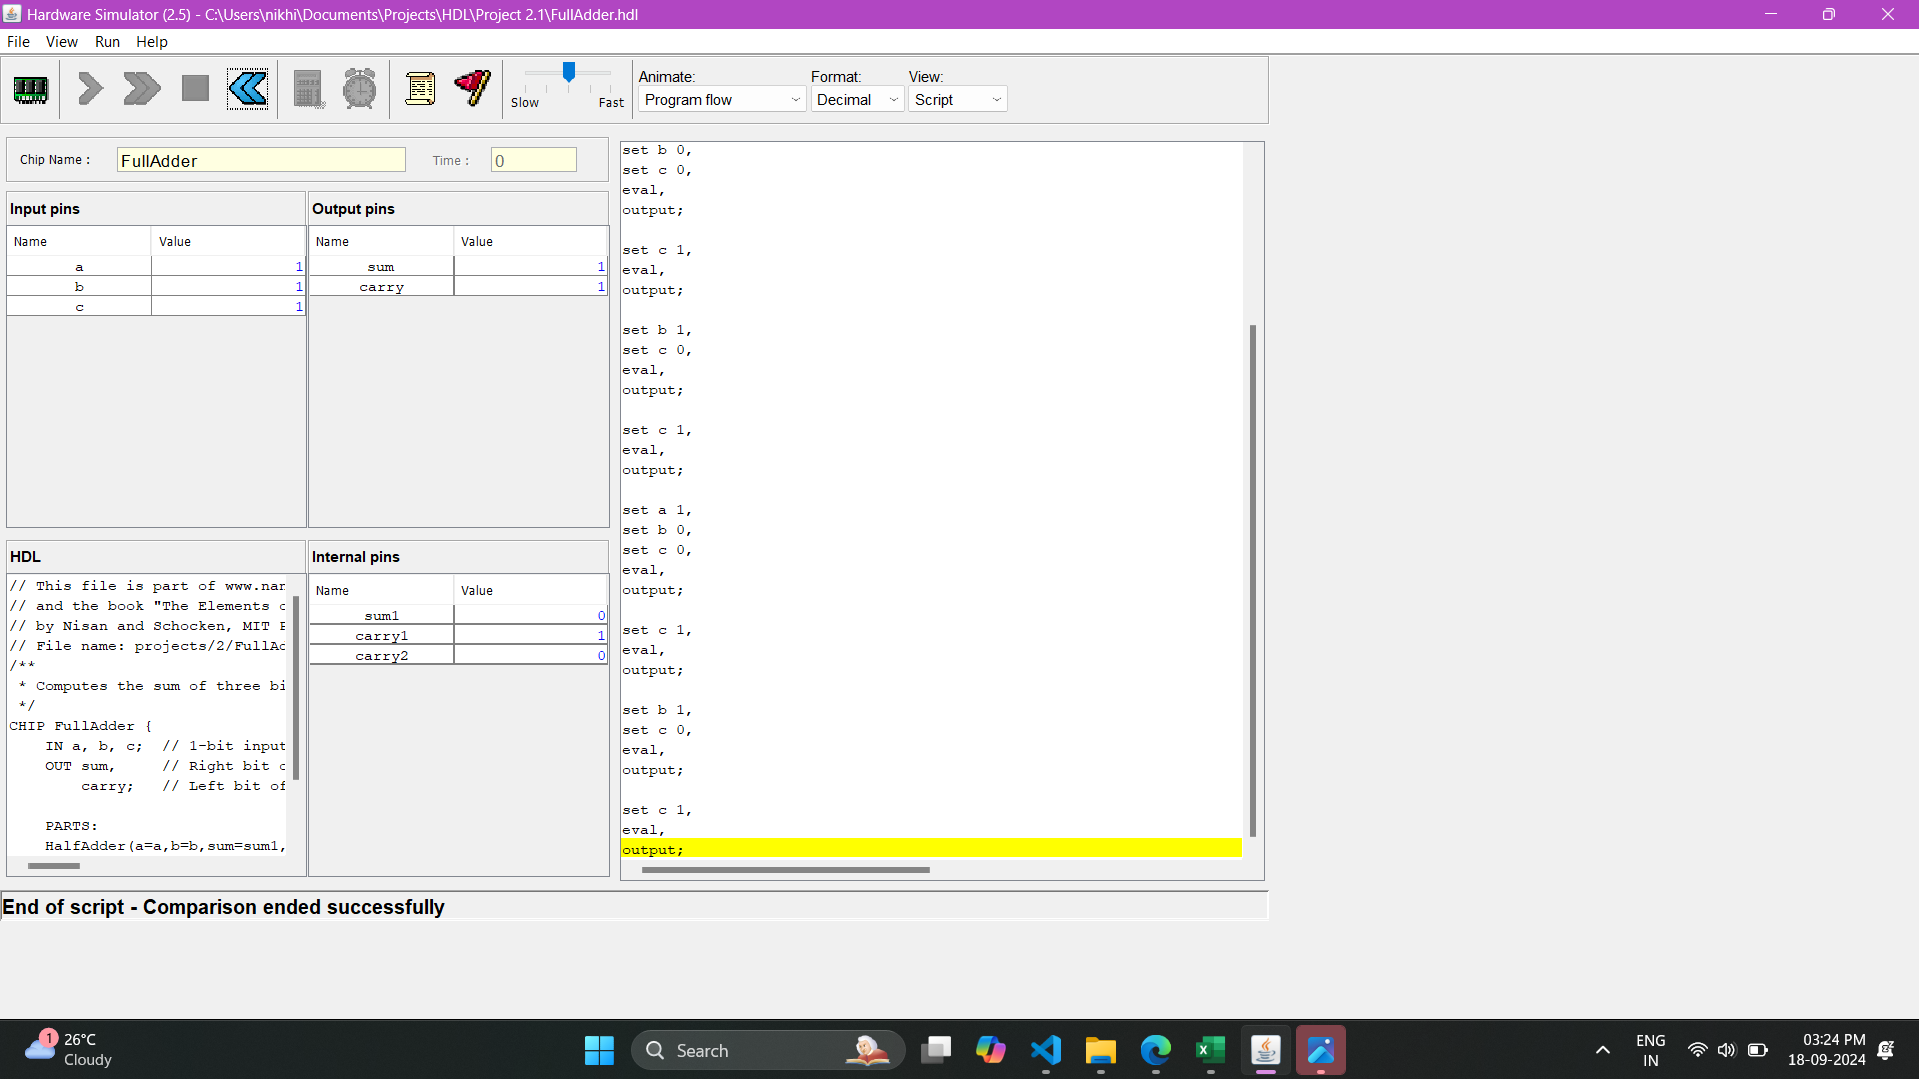 Hardware Simulator (2.5) - C:\Users\nikhi\Documents\Projects\HDL\Project 2.1\FullAdder.hdl
File View Run Help
Slow Fast
Animate: Format: View:
Program flow Decimal Script
Chip Name : FullAdder Time : 0
Input pins
Name Value
a 1
b 1
c 1
Output pins
Name Value
sum 1
carry 1
HDL
// This file is part of www.nan
// and the book "The Elements o
// by Nisan and Schocken, MIT P
// File name: projects/2/FullAd
/**
* Computes the sum of three bi
*/
CHIP FullAdder {
IN a, b, c; // 1-bit input
OUT sum, // Right bit o
carry; // Left bit of
PARTS:
HalfAdder(a=a,b=b,sum=sum1,
Internal pins
Name Value
sum1 0
carry1 1
carry2 0
set b 0,
set c 0,
eval,
output;
set c 1,
eval,
output;
set b 1,
set c 0,
eval,
output;
set c 1,
eval,
output;
set a 1,
set b 0,
set c 0,
eval,
output;
set c 1,
eval,
output;
set b 1,
set c 0,
eval,
output;
set c 1,
eval,
output;
End of script - Comparison ended successfully
1
26°C
Cloudy
Search
ENG
IN
03:24 PM
18-09-2024